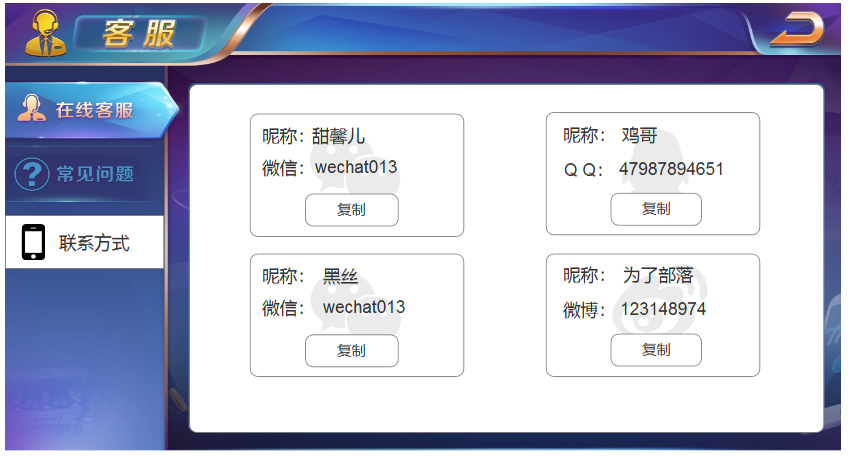 客服
在线客服
常见问题
?
联系方式
昵称：甜馨儿
微信：wechat013
复制
昵称： 鸡哥
Q Q： 47987894651
复制
昵称： 黑丝
微信： wechat013
复制
昵称： 为了部落
微博：123148974
复制